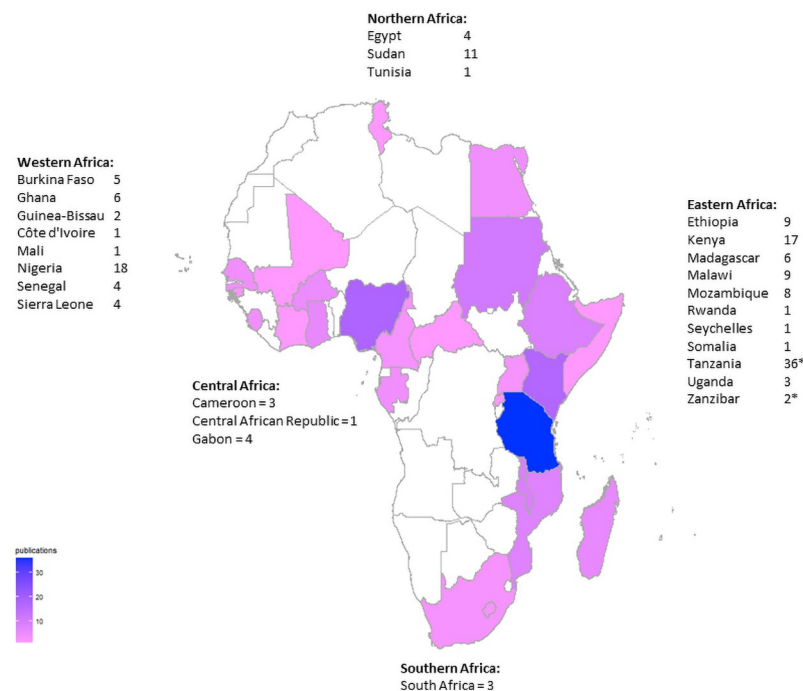 Northern Africa:
Egypt 4
Sudan 11
Tunisia 1
Western Africa:
Burkina Faso 5
Ghana 6
Guinea-Bissau 2
Côte d'Ivoire 1
Mali 1
Nigeria 18
Senegal 4
Sierra Leone 4
Eastern Africa:
Ethiopia 9
Kenya 17
Madagascar 6
Malawi 9
Mozambique 8
Rwanda 1
Seychelles 1
Somalia 1
Tanzania 36*
Uganda 3
Zanzibar 2*
Central Africa:
Cameroon = 3
Central African Republic = 1
Gabon = 4
publications
30
20
10
Southern Africa:
South Africa = 3